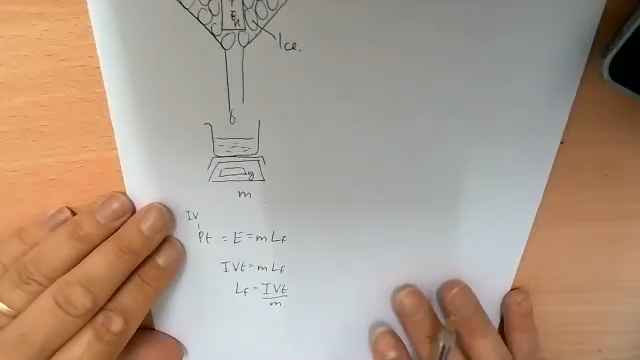 Ice
g
m
IV
Pt = E = mLf
IVt = mLf
Lf = IVt
m